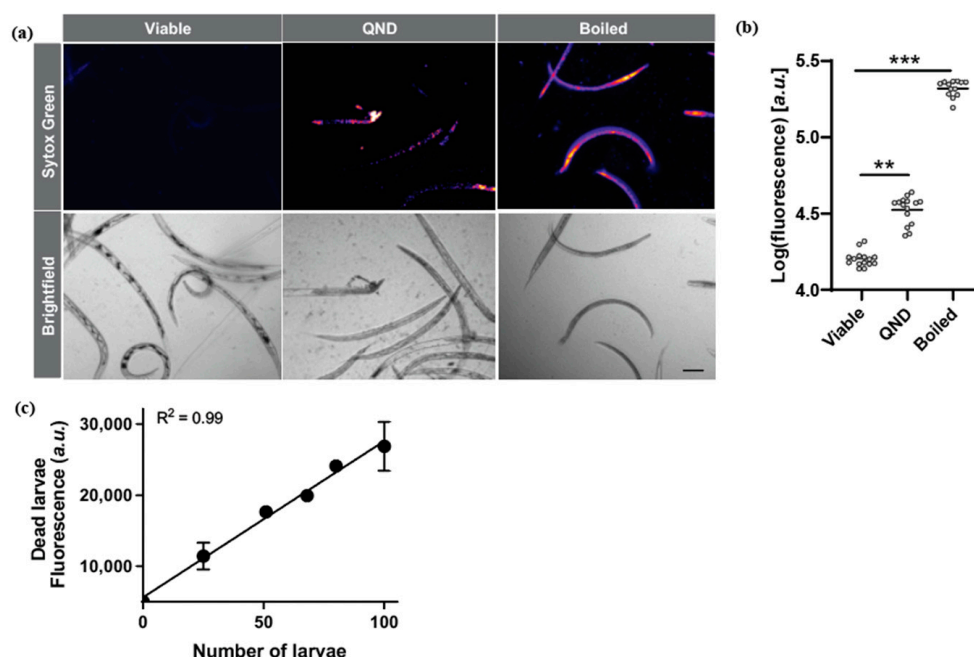 (a)
Viable QND Boiled
Sytox Green
Brightfield
(b)
Log(fluorescence) [a.u.]
5.5
5.0
4.5
4.0
***
**
Viable
QND
Boiled
(c)
R² = 0.99
Dead larvae
Fluorescence (a.u.)
30,000
20,000
10,000
0 50 100
Number of larvae